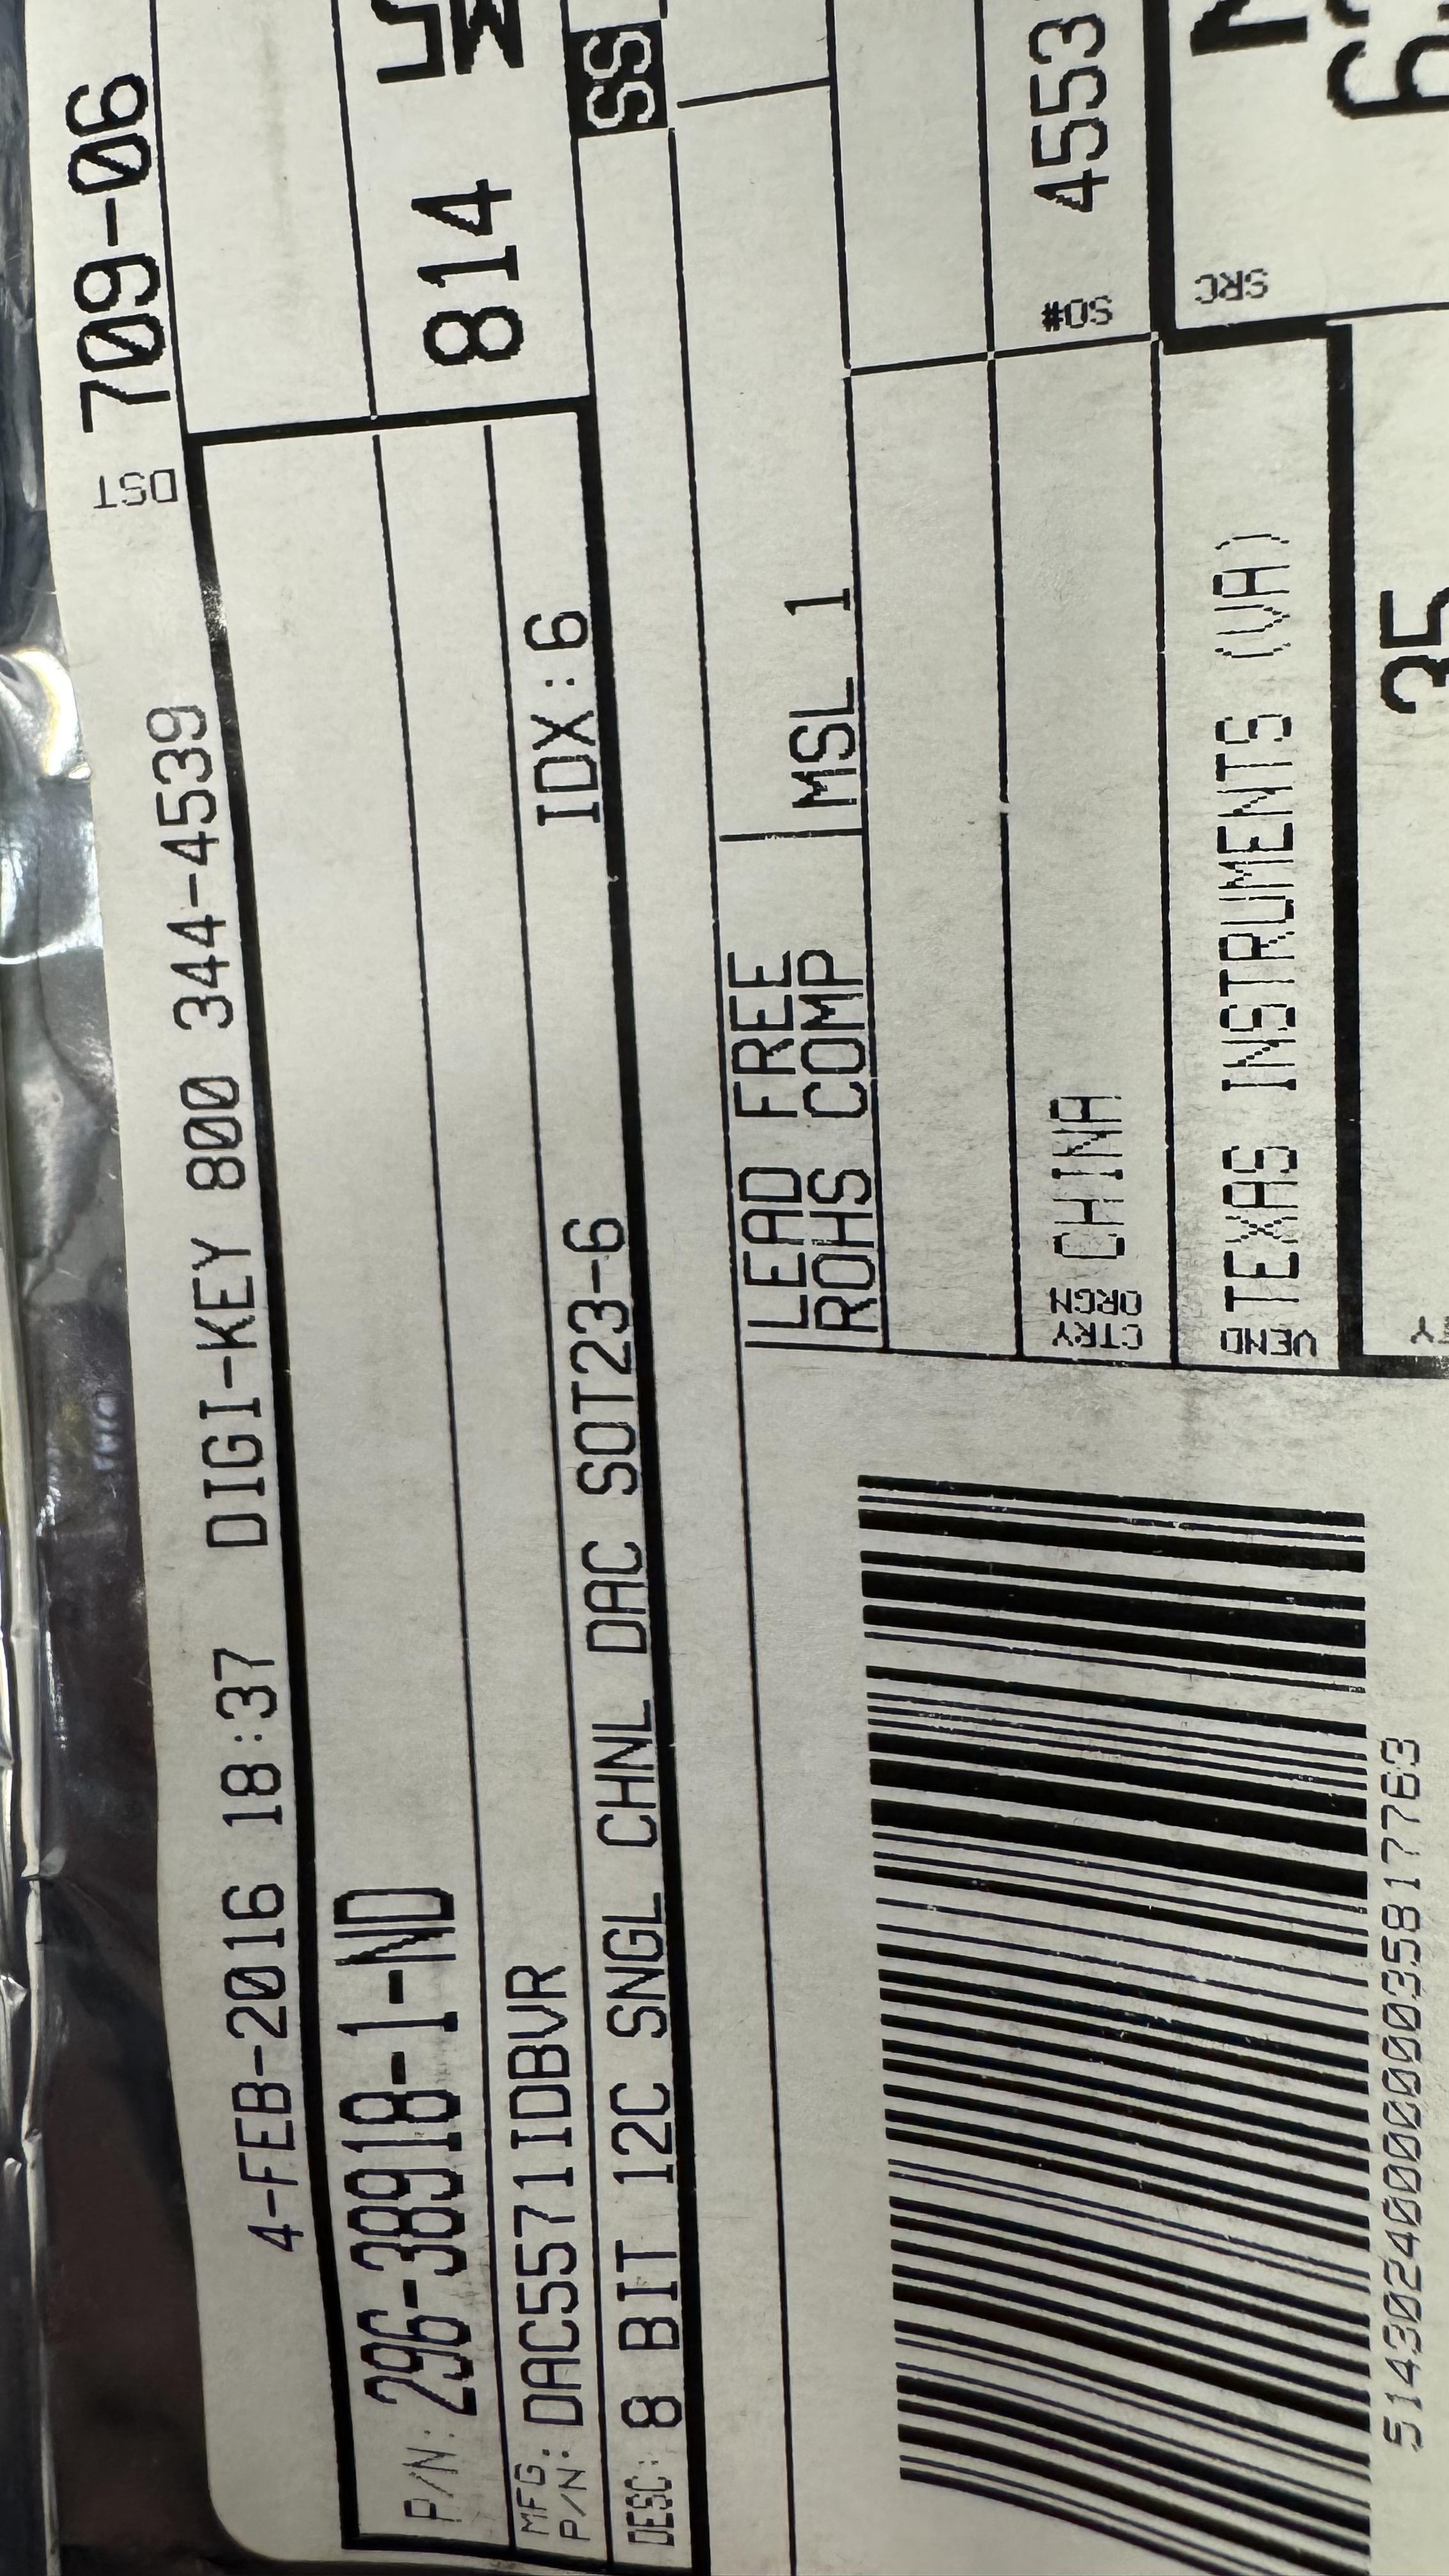 4-FEB-2016 18:37 DIGI-KEY 800 344-4539
DST 709-06
P/N: 296-38918-1-ND
814
MFG. P/N: DAC5571IDBVR IDX:6
DESC: 8 BIT 12C SNGL CHNL DAC SOT23-6
SS
LEAD FREE
ROHS COMP
MSL 1
CTRY ORGN CHINA
SO# 4553
VEND TEXAS INSTRUMENTS (VA)
SRC
35